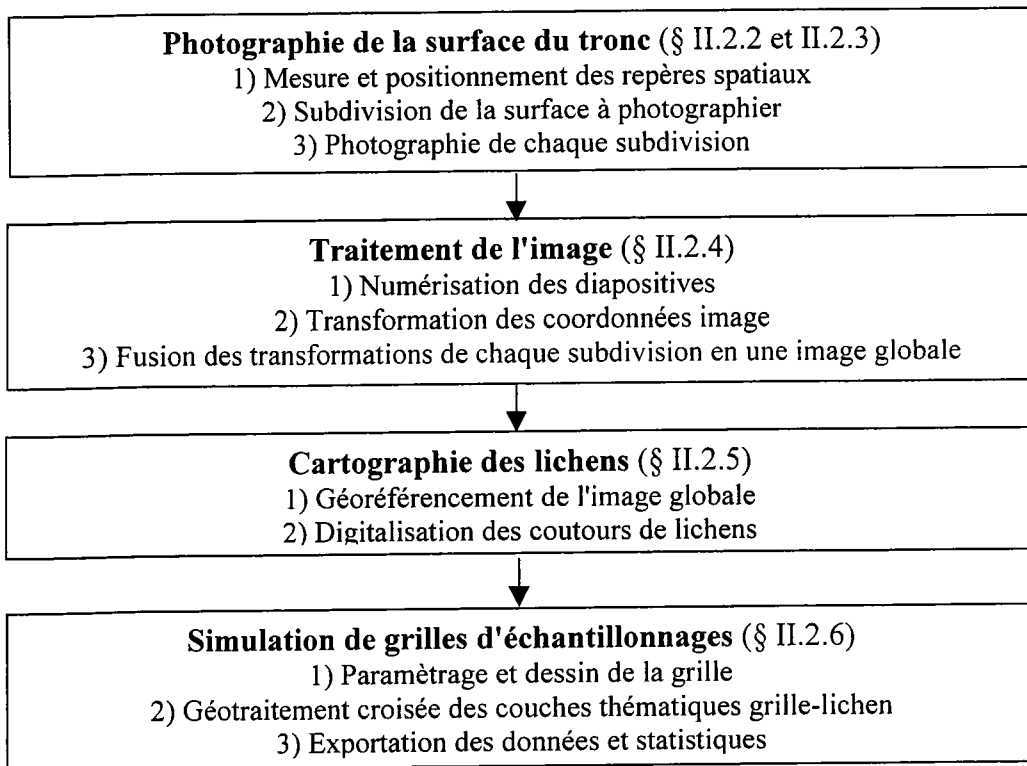 Photographie de la surface du tronc (§ II.2.2 et II.2.3)
1) Mesure et positionnement des repères spatiaux
2) Subdivision de la surface à photographier
3) Photographie de chaque subdivision
Traitement de l'image (§ II.2.4)
1) Numérisation des diapositives
2) Transformation des coordonnées image
3) Fusion des transformations de chaque subdivision en une image globale
Cartographie des lichens (§ II.2.5)
1) Géoréférencement de l'image globale
2) Digitalisation des coutours de lichens
Simulation de grilles d'échantillonnages (§ II.2.6)
1) Paramètrage et dessin de la grille
2) Géotraitement croisée des couches thématiques grille-lichen
3) Exportation des données et statistiques